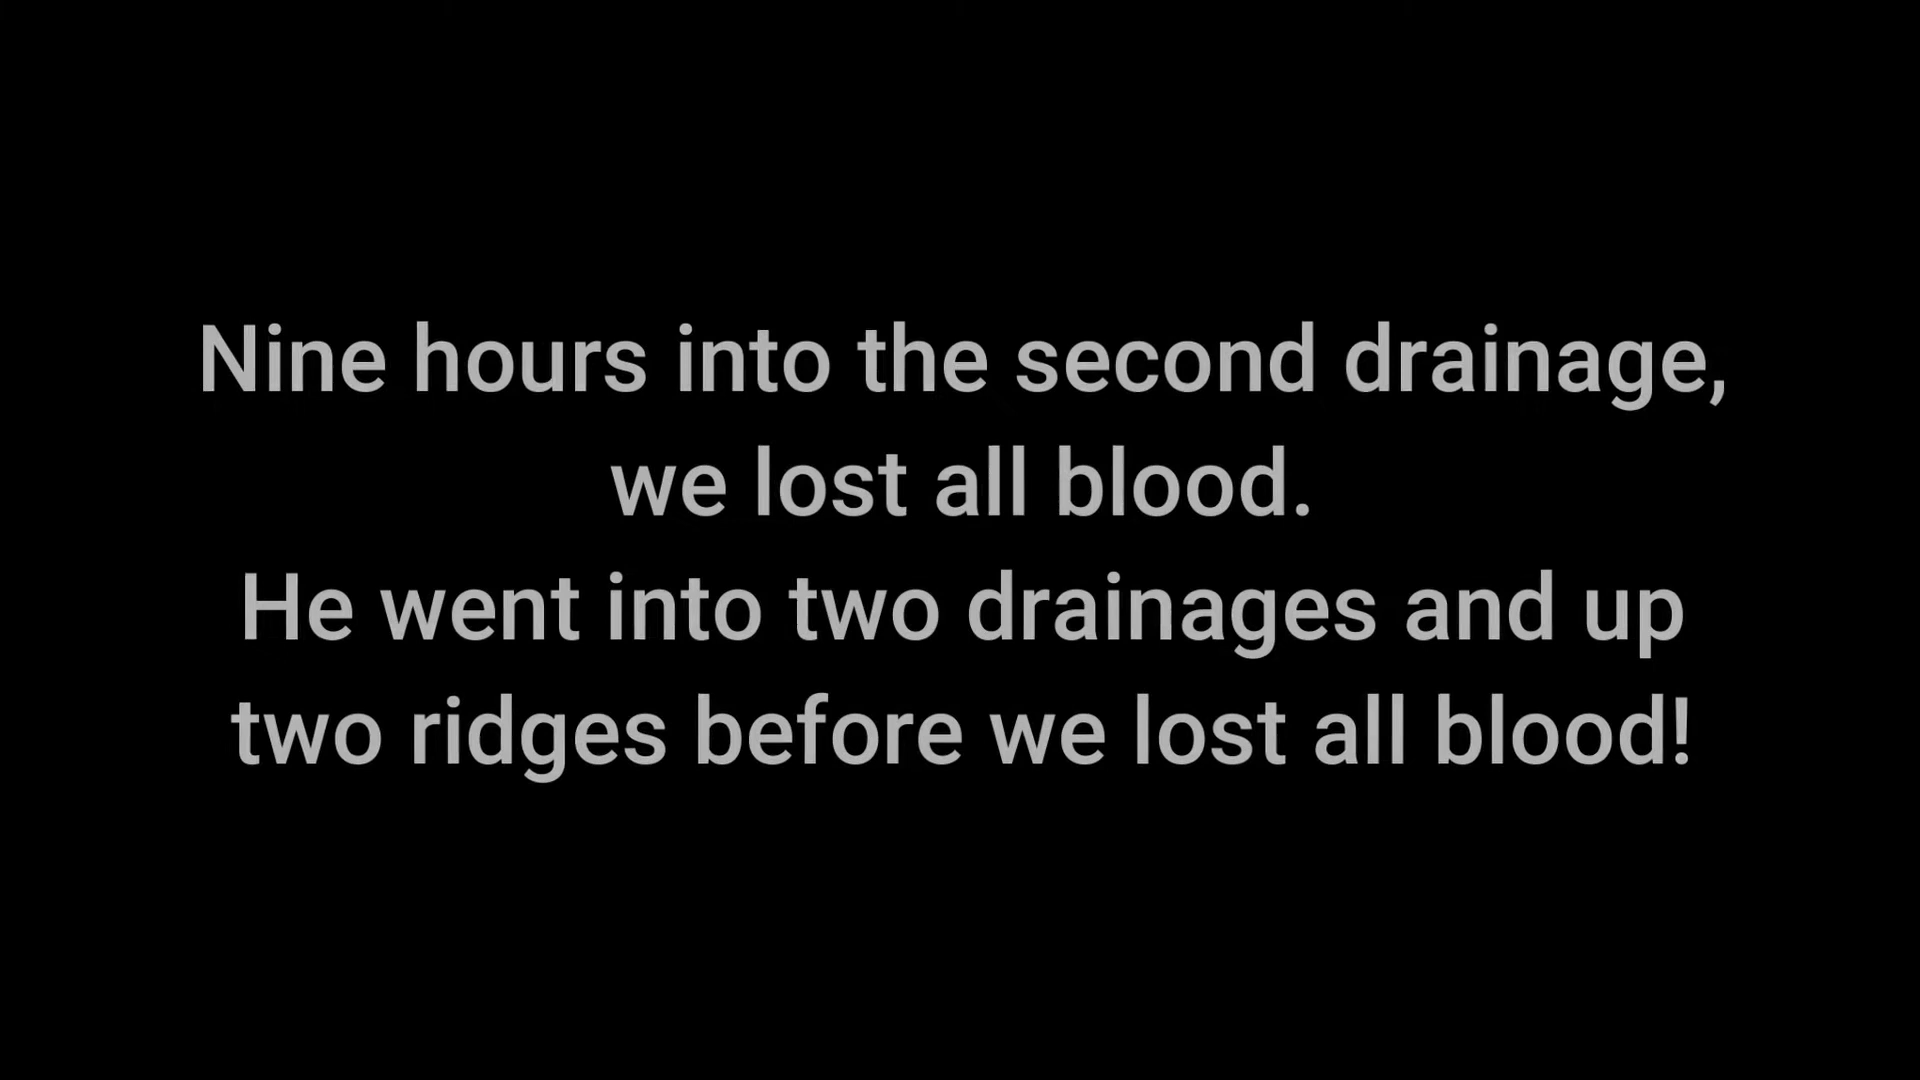 Nine hours into the second drainage,
we lost all blood.
He went into two drainages and up
two ridges before we lost all blood!